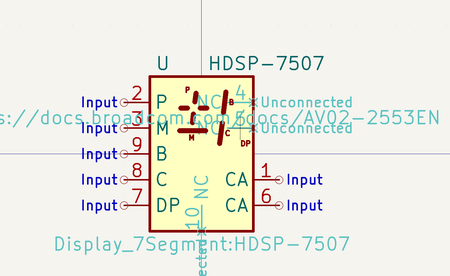 U HDSP-7507
Input 2 P NC 4 Unconnected
P B
s://docs.broadcom.com/docs/AV02-2553EN
Input 3 M NC 5 Unconnected
M C
Input 9 B DP
Input 8 C CA 1 Input
NC
Input 7 DP CA 6 Input
10
Display_7Segment:HDSP-7507
ected